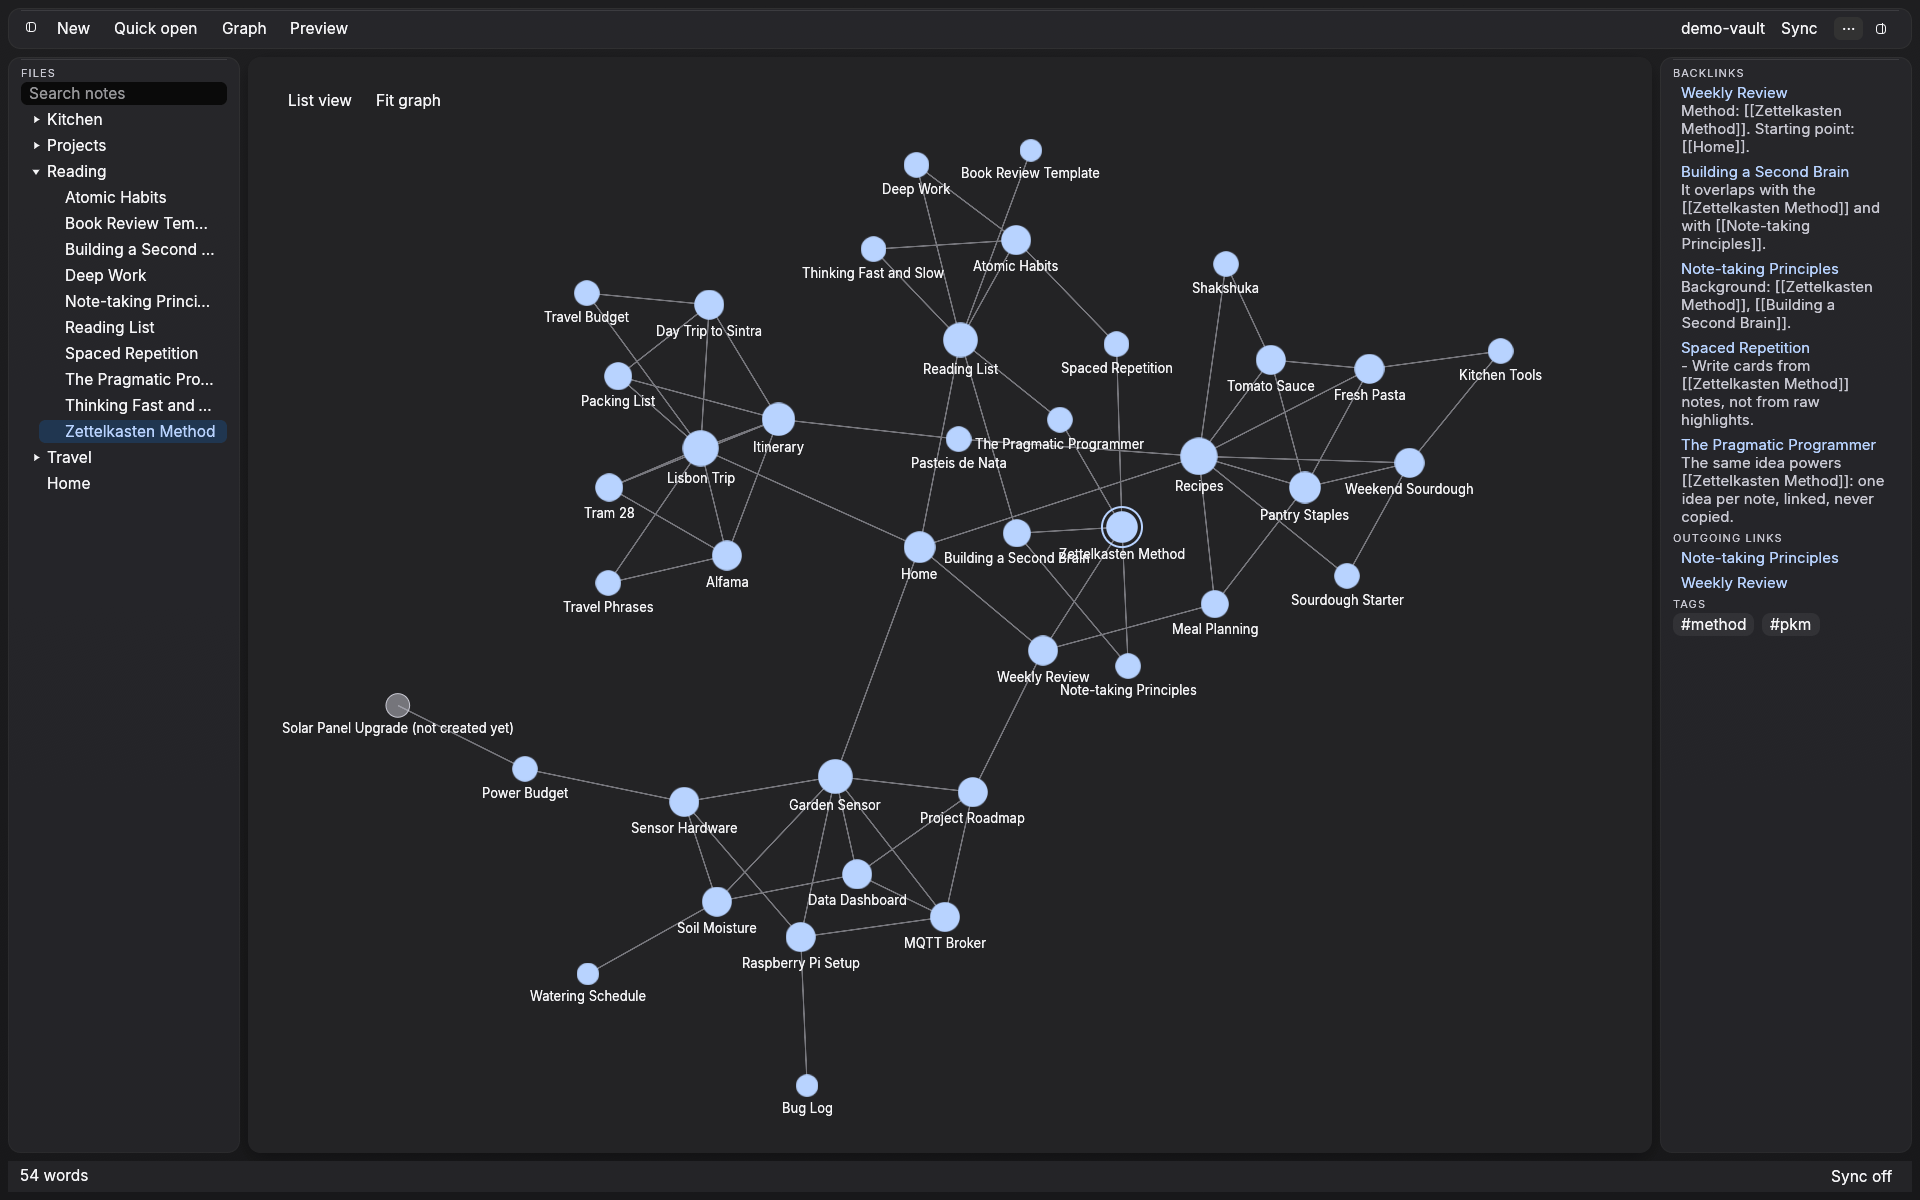 New Quick open Graph Preview
demo-vault Sync ...
FILES
Search notes
Kitchen
Projects
Reading
Atomic Habits
Book Review Tem...
Building a Second ...
Deep Work
Note-taking Princi...
Reading List
Spaced Repetition
The Pragmatic Pro...
Thinking Fast and ...
Zettelkasten Method
Travel
Home
List view Fit graph
Book Review Template
Deep Work
Atomic Habits
Thinking Fast and Slow
Shakshuka
Travel Budget
Day Trip to Sintra
Reading List
Spaced Repetition
Kitchen Tools
Tomato Sauce
Fresh Pasta
Packing List
Itinerary
The Pragmatic Programmer
Pasteis de Nata
Lisbon Trip
Recipes
Weekend Sourdough
Tram 28
Pantry Staples
Zettelkasten Method
Building a Second Brain
Home
Alfama
Travel Phrases
Sourdough Starter
Meal Planning
Weekly Review
Note-taking Principles
Solar Panel Upgrade (not created yet)
Power Budget
Garden Sensor
Project Roadmap
Sensor Hardware
Data Dashboard
Soil Moisture
MQTT Broker
Raspberry Pi Setup
Watering Schedule
Bug Log
BACKLINKS
Weekly Review
Method: [[Zettelkasten
Method]]. Starting point:
[[Home]].
Building a Second Brain
It overlaps with the
[[Zettelkasten Method]] and
with [[Note-taking
Principles]].
Note-taking Principles
Background: [[Zettelkasten
Method]], [[Building a
Second Brain]].
Spaced Repetition
- Write cards from
[[Zettelkasten Method]]
notes, not from raw
highlights.
The Pragmatic Programmer
The same idea powers
[[Zettelkasten Method]]: one
idea per note, linked, never
copied.
OUTGOING LINKS
Note-taking Principles
Weekly Review
TAGS
#method #pkm
54 words
Sync off